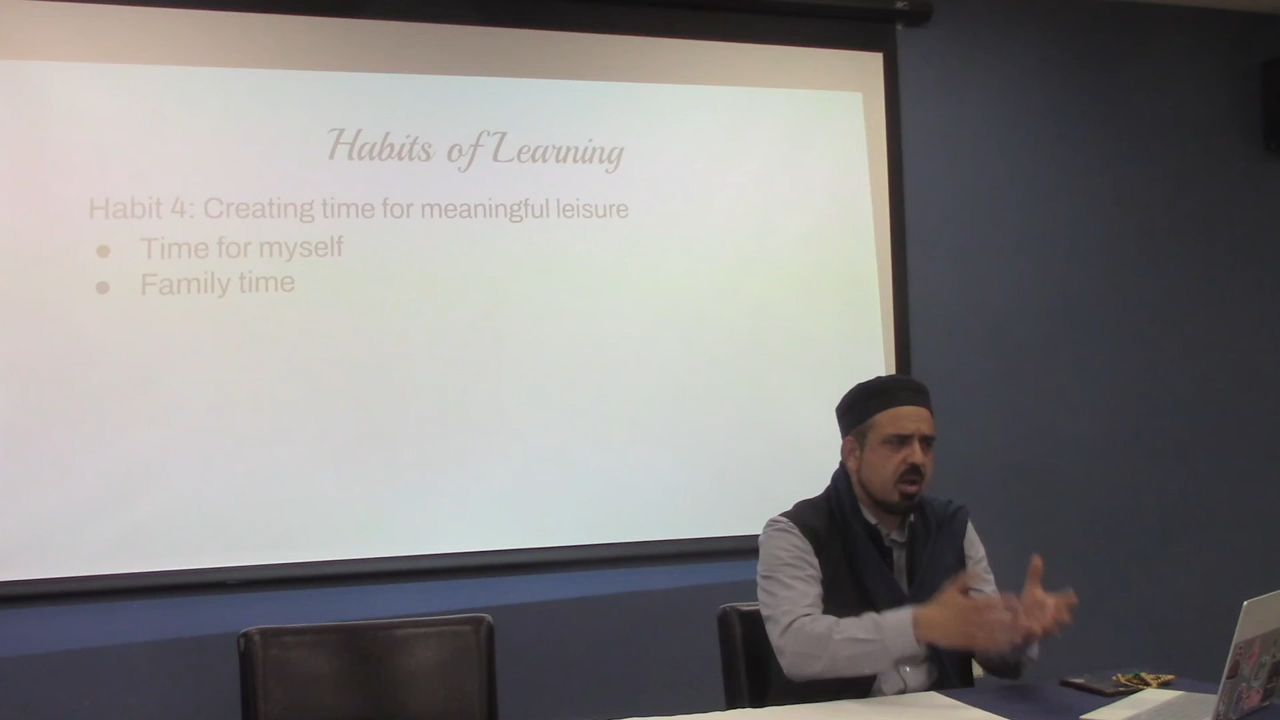 Habits of Learning
Habit 4: Creating time for meaningful leisure
● Time for myself
● Family time